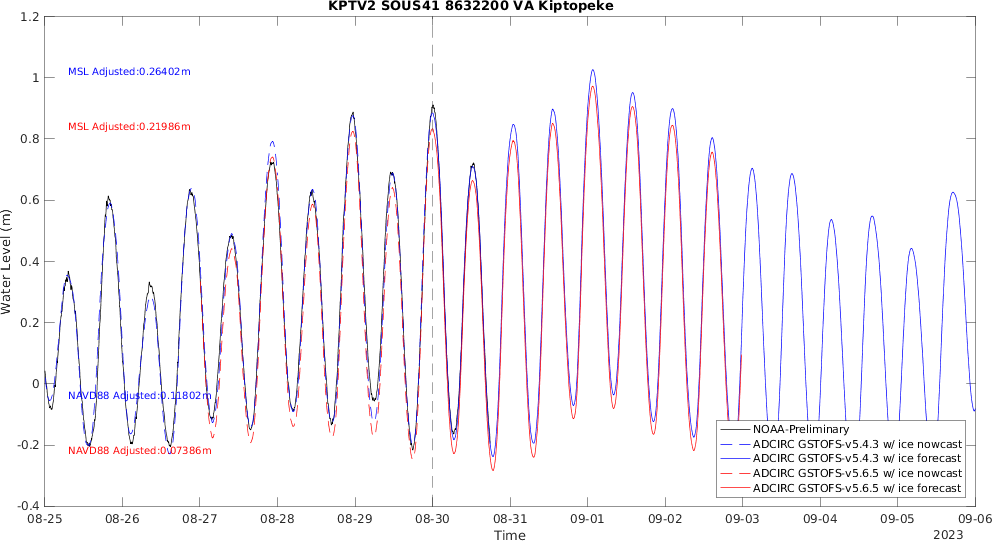 KPTV2 SOUS41 8632200 VA Kiptopeke
1.2
1
0.8
0.6
0.4
0.2
0
-0.2
-0.4
Water Level (m)
MSL Adjusted:0.26402m
MSL Adjusted:0.21986m
NAVD88 Adjusted:0.11802m
NAVD88 Adjusted:0.07386m
NOAA-Preliminary
ADCIRC GSTOFS-v5.4.3 w/ ice nowcast
ADCIRC GSTOFS-v5.4.3 w/ ice forecast
ADCIRC GSTOFS-v5.6.5 w/ ice nowcast
ADCIRC GSTOFS-v5.6.5 w/ ice forecast
08-25 08-26 08-27 08-28 08-29 08-30 08-31 09-01 09-02 09-03 09-04 09-05 09-06
Time
2023